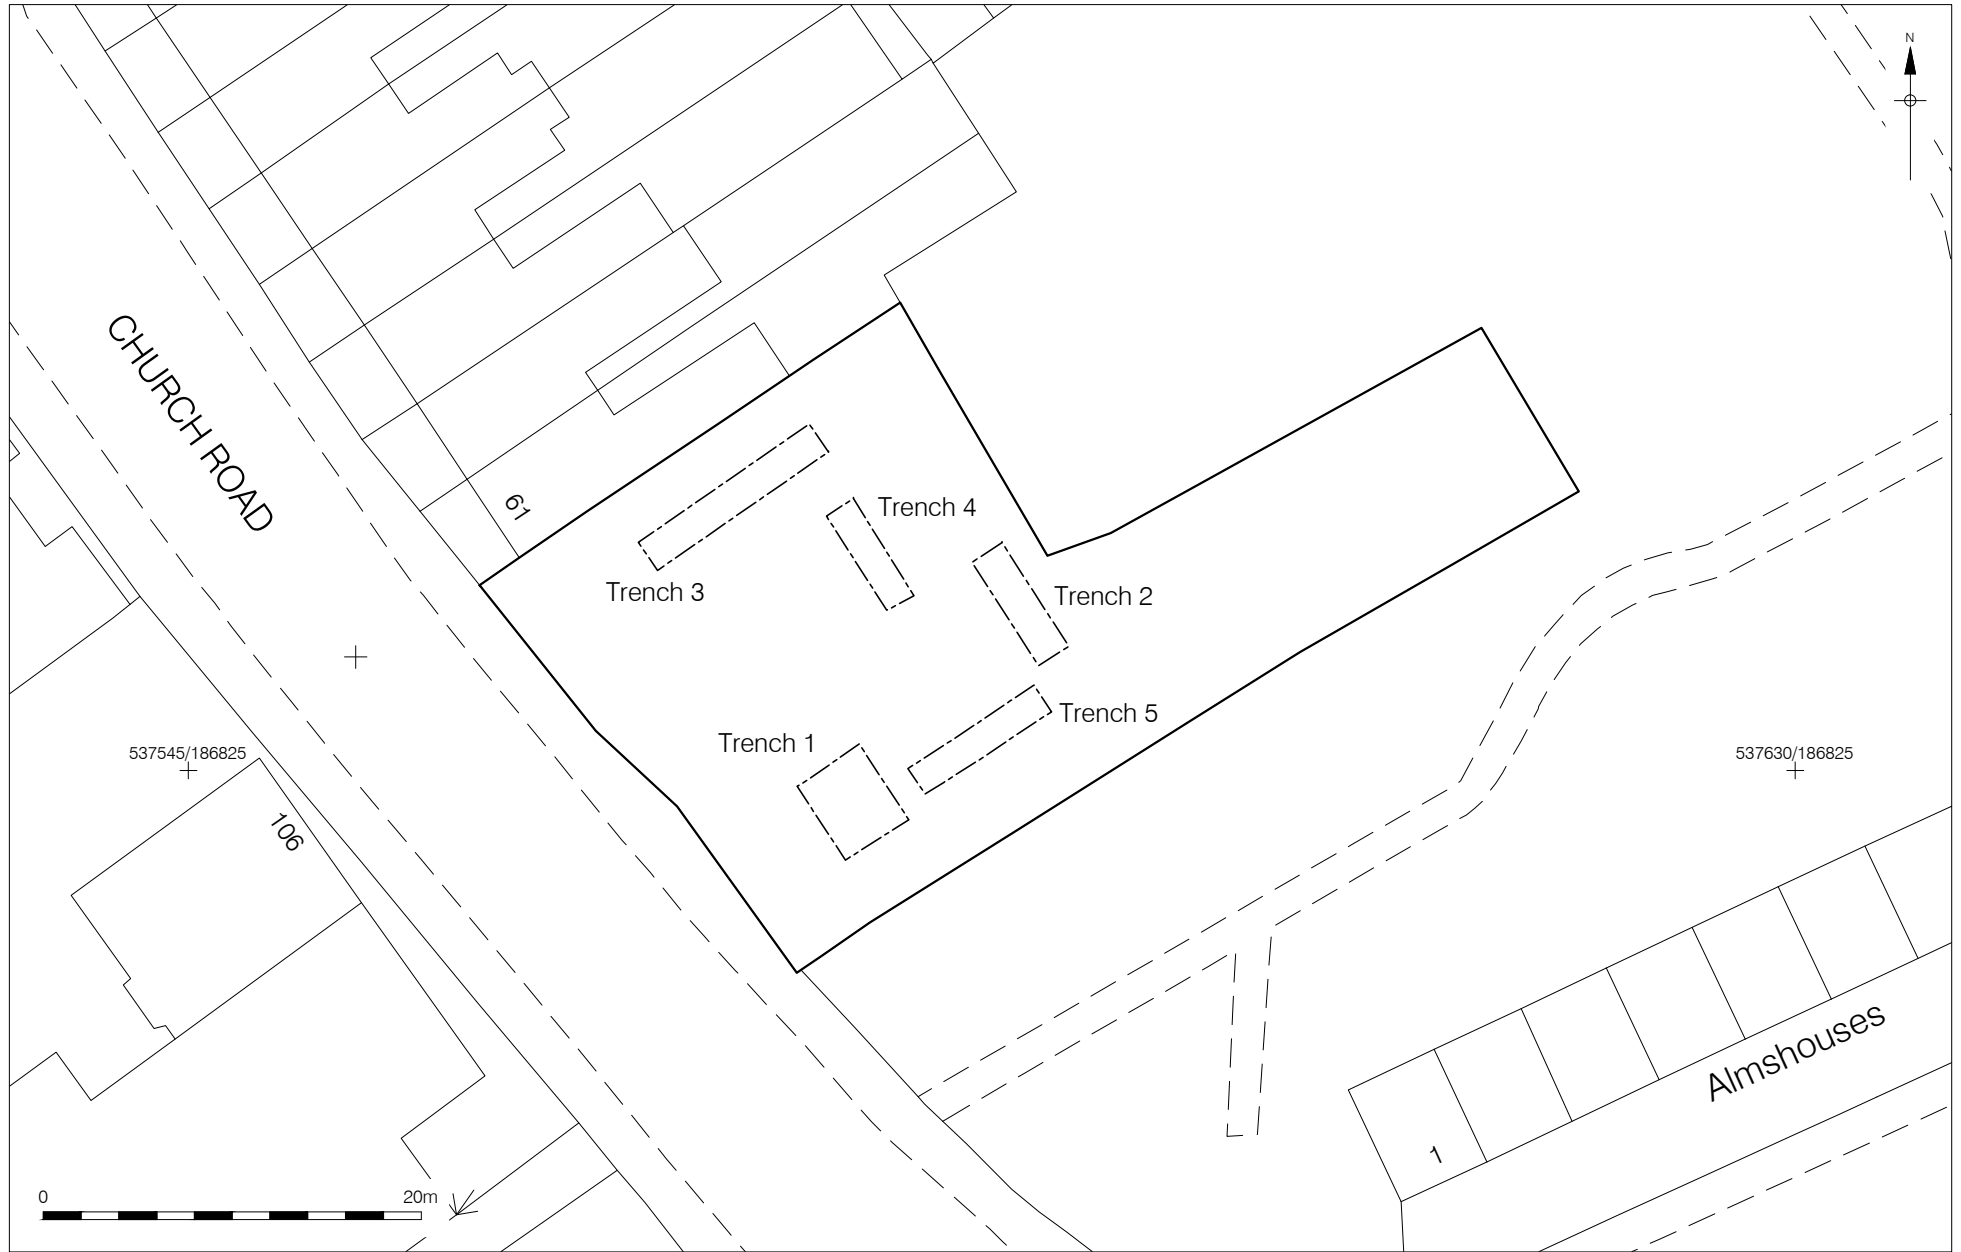 N
CHURCH ROAD
61
Trench 4
Trench 3
Trench 2
Trench 5
Trench 1
537545/186825
537630/186825
106
Almshouses
1
0 20m